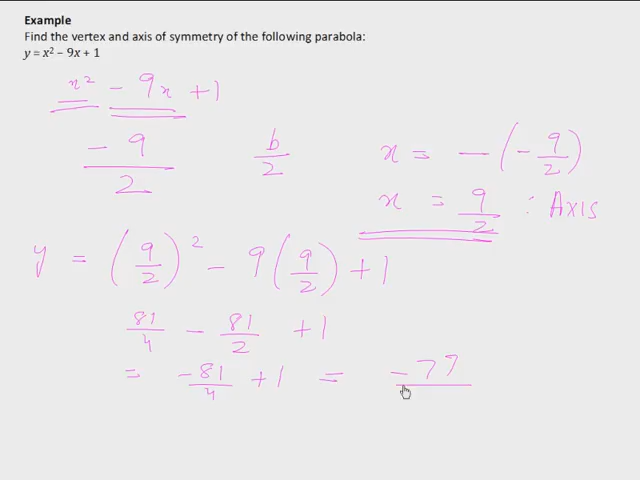 Example
Find the vertex and axis of symmetry of the following parabola:
y = x² − 9x + 1
x² - 9x + 1
-9/2 b/2 x = -(-9/2)
x = 9/2 : Axis
y = (9/2)² - 9(9/2) + 1
81/4 - 81/2 + 1
= -81/4 + 1 = -77